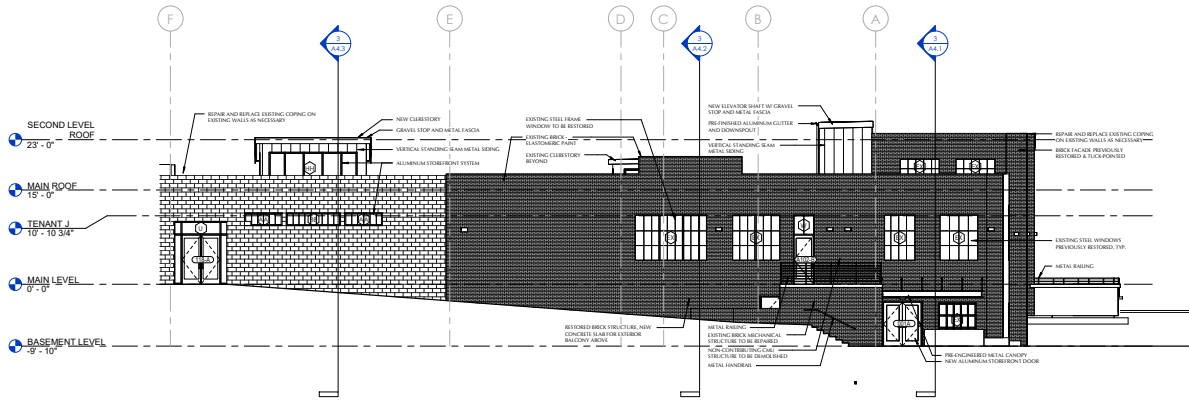 F
E
D
C
B
A
3
A4.3
3
A4.2
3
A4.1
SECOND LEVEL
ROOF
23' - 0"
MAIN ROOF
15' - 0"
TENANT J
10' - 10 3/4"
MAIN LEVEL
0' - 0"
BASEMENT LEVEL
-9' - 10"
REPAIR AND REPLACE EXISTING COPING ON
EXISTING WALLS AS NECESSARY
NEW CLERESTORY
GRAVEL STOP AND METAL FASCIA
VERTICAL STANDING SEAM METAL SIDING
ALUMINUM STOREFRONT SYSTEM
EXISTING STEEL FRAME
WINDOW TO BE RESTORED
EXISTING BRICK -
ELASTOMERIC PAINT
EXISTING CLERESTORY
BEYOND
NEW ELEVATOR SHAFT W/ GRAVEL
STOP AND METAL FASCIA
PRE-FINISHED ALUMINUM GUTTER
AND DOWNSPOUT
VERTICAL STANDING SEAM
METAL SIDING
REPAIR AND REPLACE EXISTING COPING
ON EXISTING WALLS AS NECESSARY
BRICK FACADE PREVIOUSLY
RESTORED & TUCK-POINTED
EXISTING STEEL WINDOWS
PREVIOUSLY RESTORED, TYP.
METAL RAILING
RESTORED BRICK STRUCTURE, NEW
CONCRETE SLAB FOR EXTERIOR
BALCONY ABOVE
METAL RAILING
EXISTING BRICK MECHANICAL
STRUCTURE TO BE REPAIRED
NON-CONTRIBUTING CMU
STRUCTURE TO BE DEMOLISHED
METAL HANDRAIL
PRE-ENGINEERED METAL CANOPY
NEW ALUMINUM STOREFRONT DOOR
U
EX
EX
EX
EX